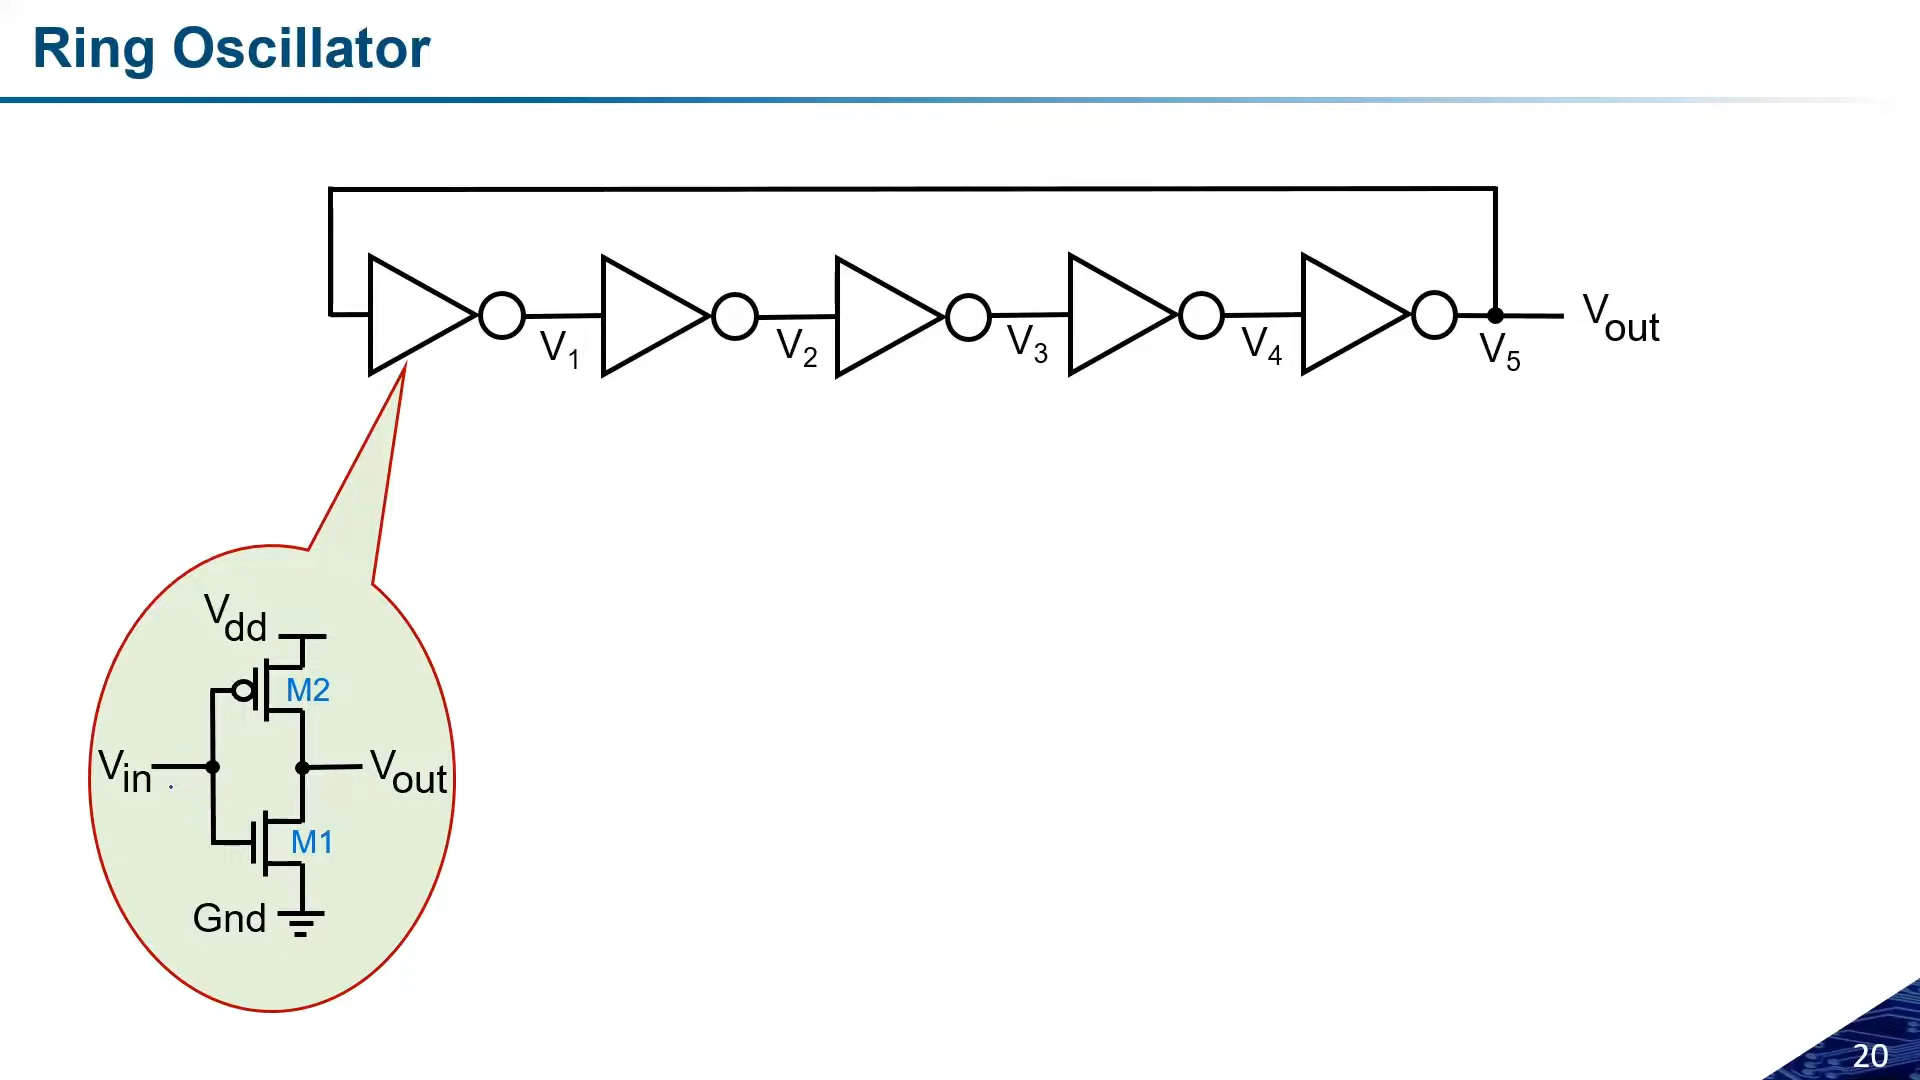 Ring Oscillator
V1 V2 V3 V4 V5 Vout
Vdd
M2
Vin Vout
M1
Gnd
20